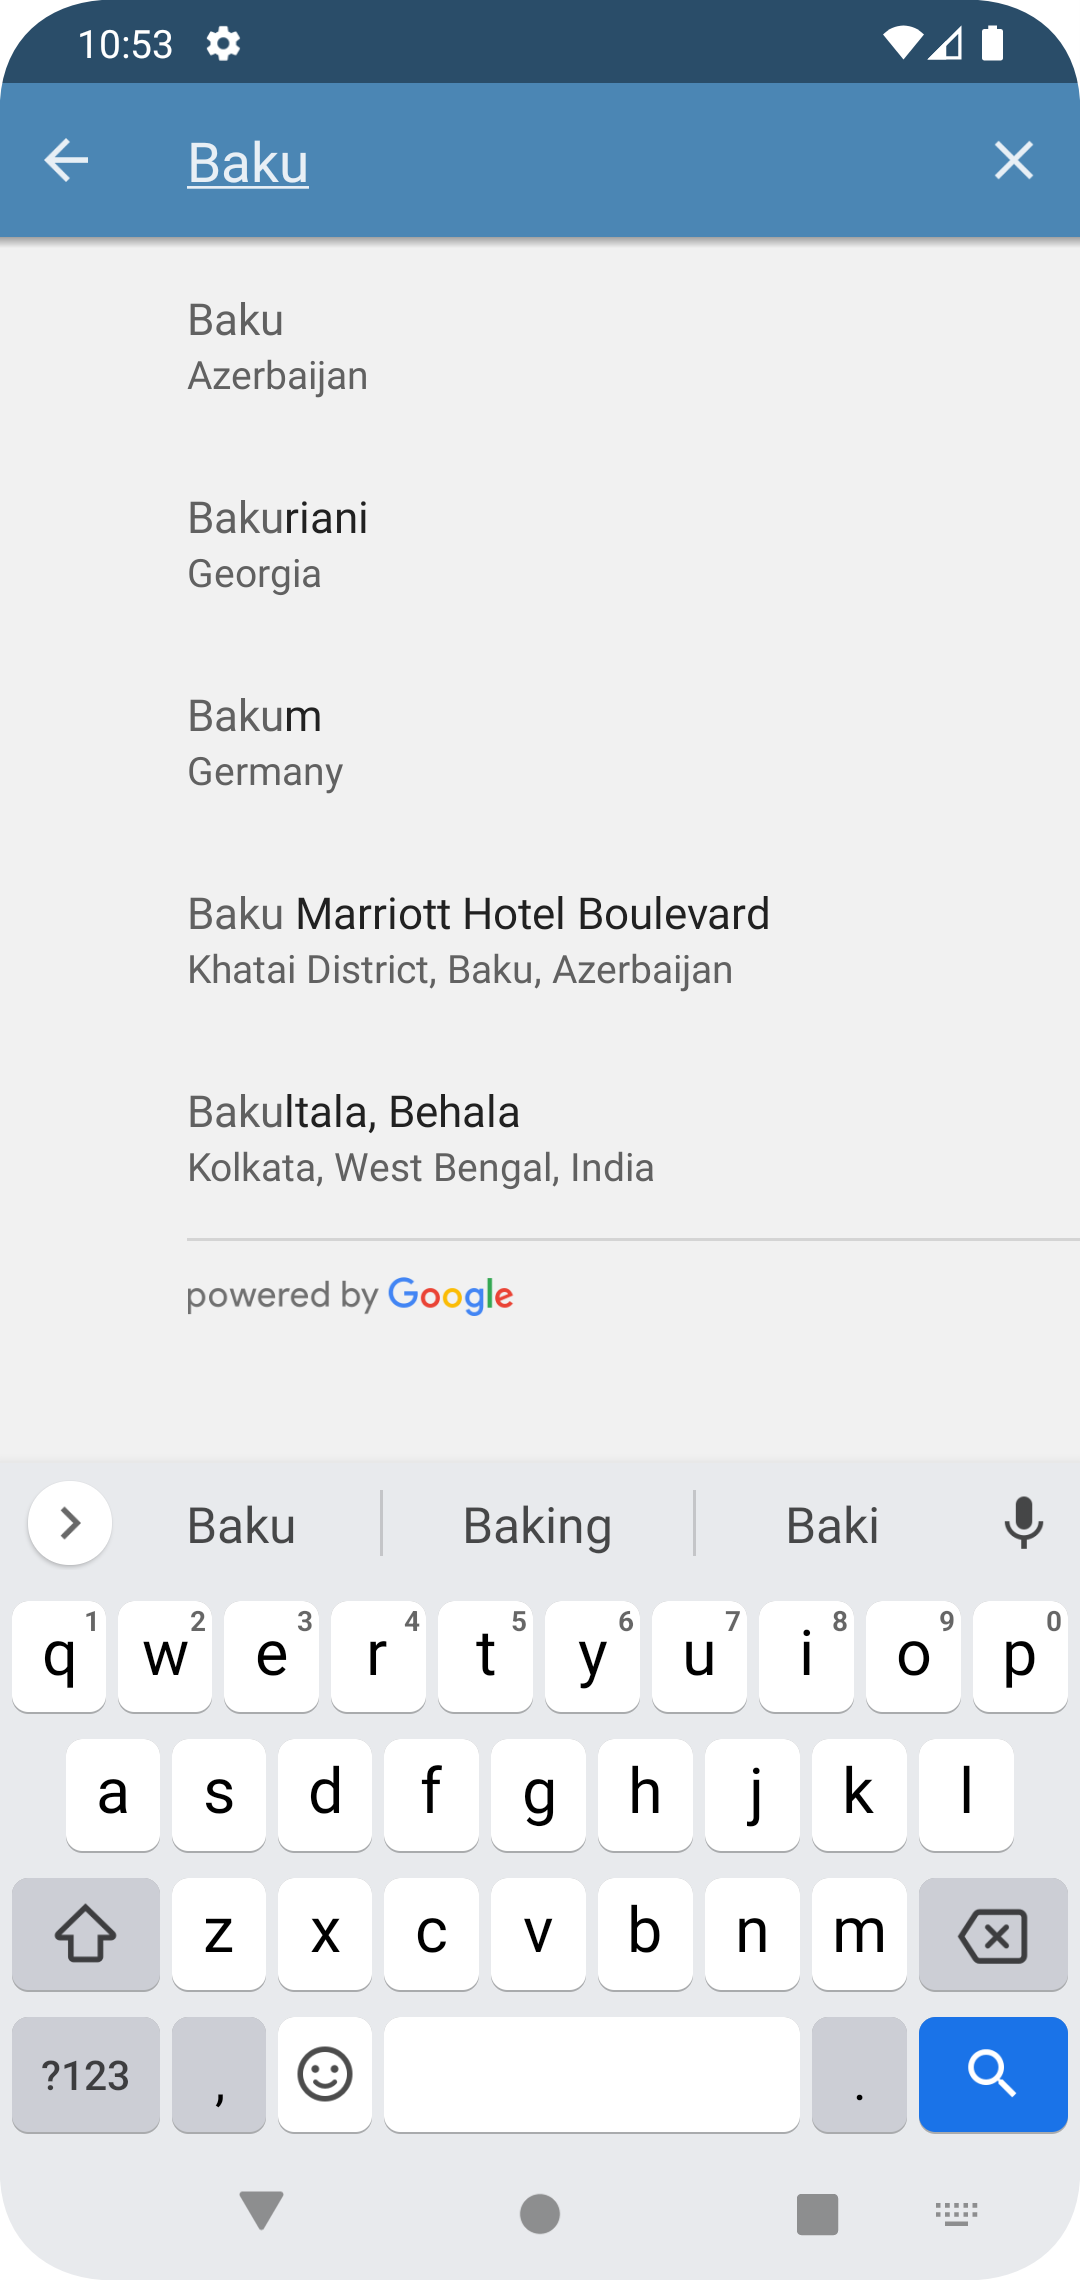 10:53
Baku
Baku
Azerbaijan
Bakuriani
Georgia
Bakum
Germany
Baku Marriott Hotel Boulevard
Khatai District, Baku, Azerbaijan
Bakultala, Behala
Kolkata, West Bengal, India
powered by Google
Baku Baking Baki
1 2 3 4 5 6 7 8 9 0
q w e r t y u i o p
a s d f g h j k l
z x c v b n m
?123 , .